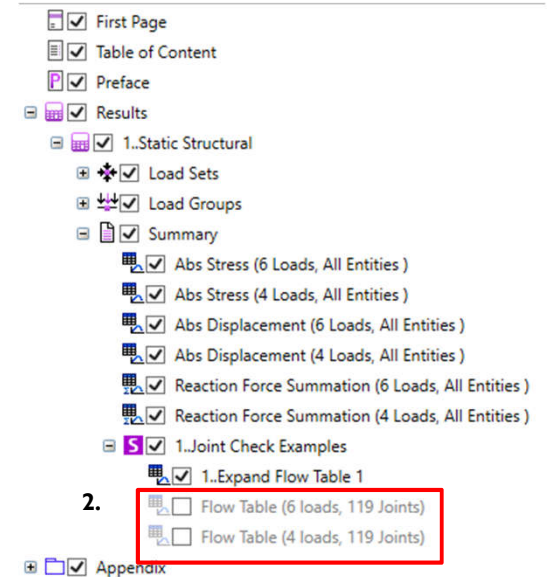 First Page
Table of Content
Preface
Results
1..Static Structural
Load Sets
Load Groups
Summary
Abs Stress (6 Loads, All Entities )
Abs Stress (4 Loads, All Entities )
Abs Displacement (6 Loads, All Entities )
Abs Displacement (4 Loads, All Entities )
Reaction Force Summation (6 Loads, All Entities )
Reaction Force Summation (4 Loads, All Entities )
S 1..Joint Check Examples
1..Expand Flow Table 1
2. Flow Table (6 loads, 119 Joints)
Flow Table (4 loads, 119 Joints)
Appendix